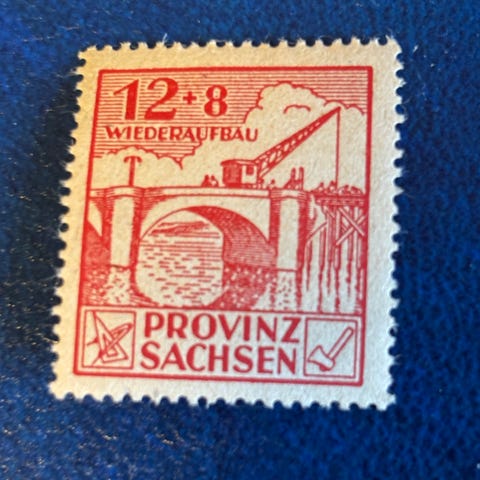 12+8
WIEDERAUFBAU
PROVINZ
SACHSEN